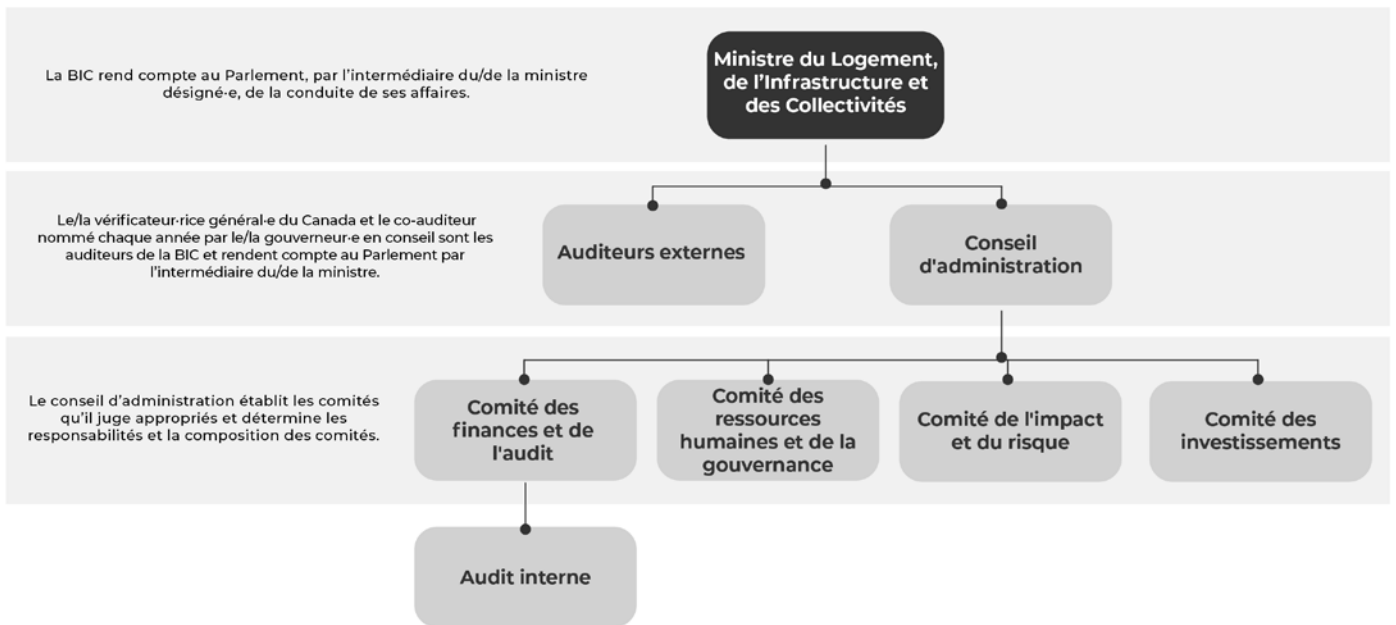 La BIC rend compte au Parlement, par l'intermédiaire du/de la ministre
désigné·e, de la conduite de ses affaires.
Ministre du Logement,
de l'Infrastructure et
des Collectivités
Le/la vérificateur·rice général·e du Canada et le co-auditeur
nommé chaque année par le/la gouverneur·e en conseil sont les
auditeurs de la BIC et rendent compte au Parlement par
l'intermédiaire du/de la ministre.
Auditeurs externes
Conseil
d'administration
Le conseil d'administration établit les comités
qu'il juge appropriés et détermine les
responsabilités et la composition des comités.
Comité des
finances et de
l'audit
Comité des
ressources
humaines et de la
gouvernance
Comité de l'impact
et du risque
Comité des
investissements
Audit interne